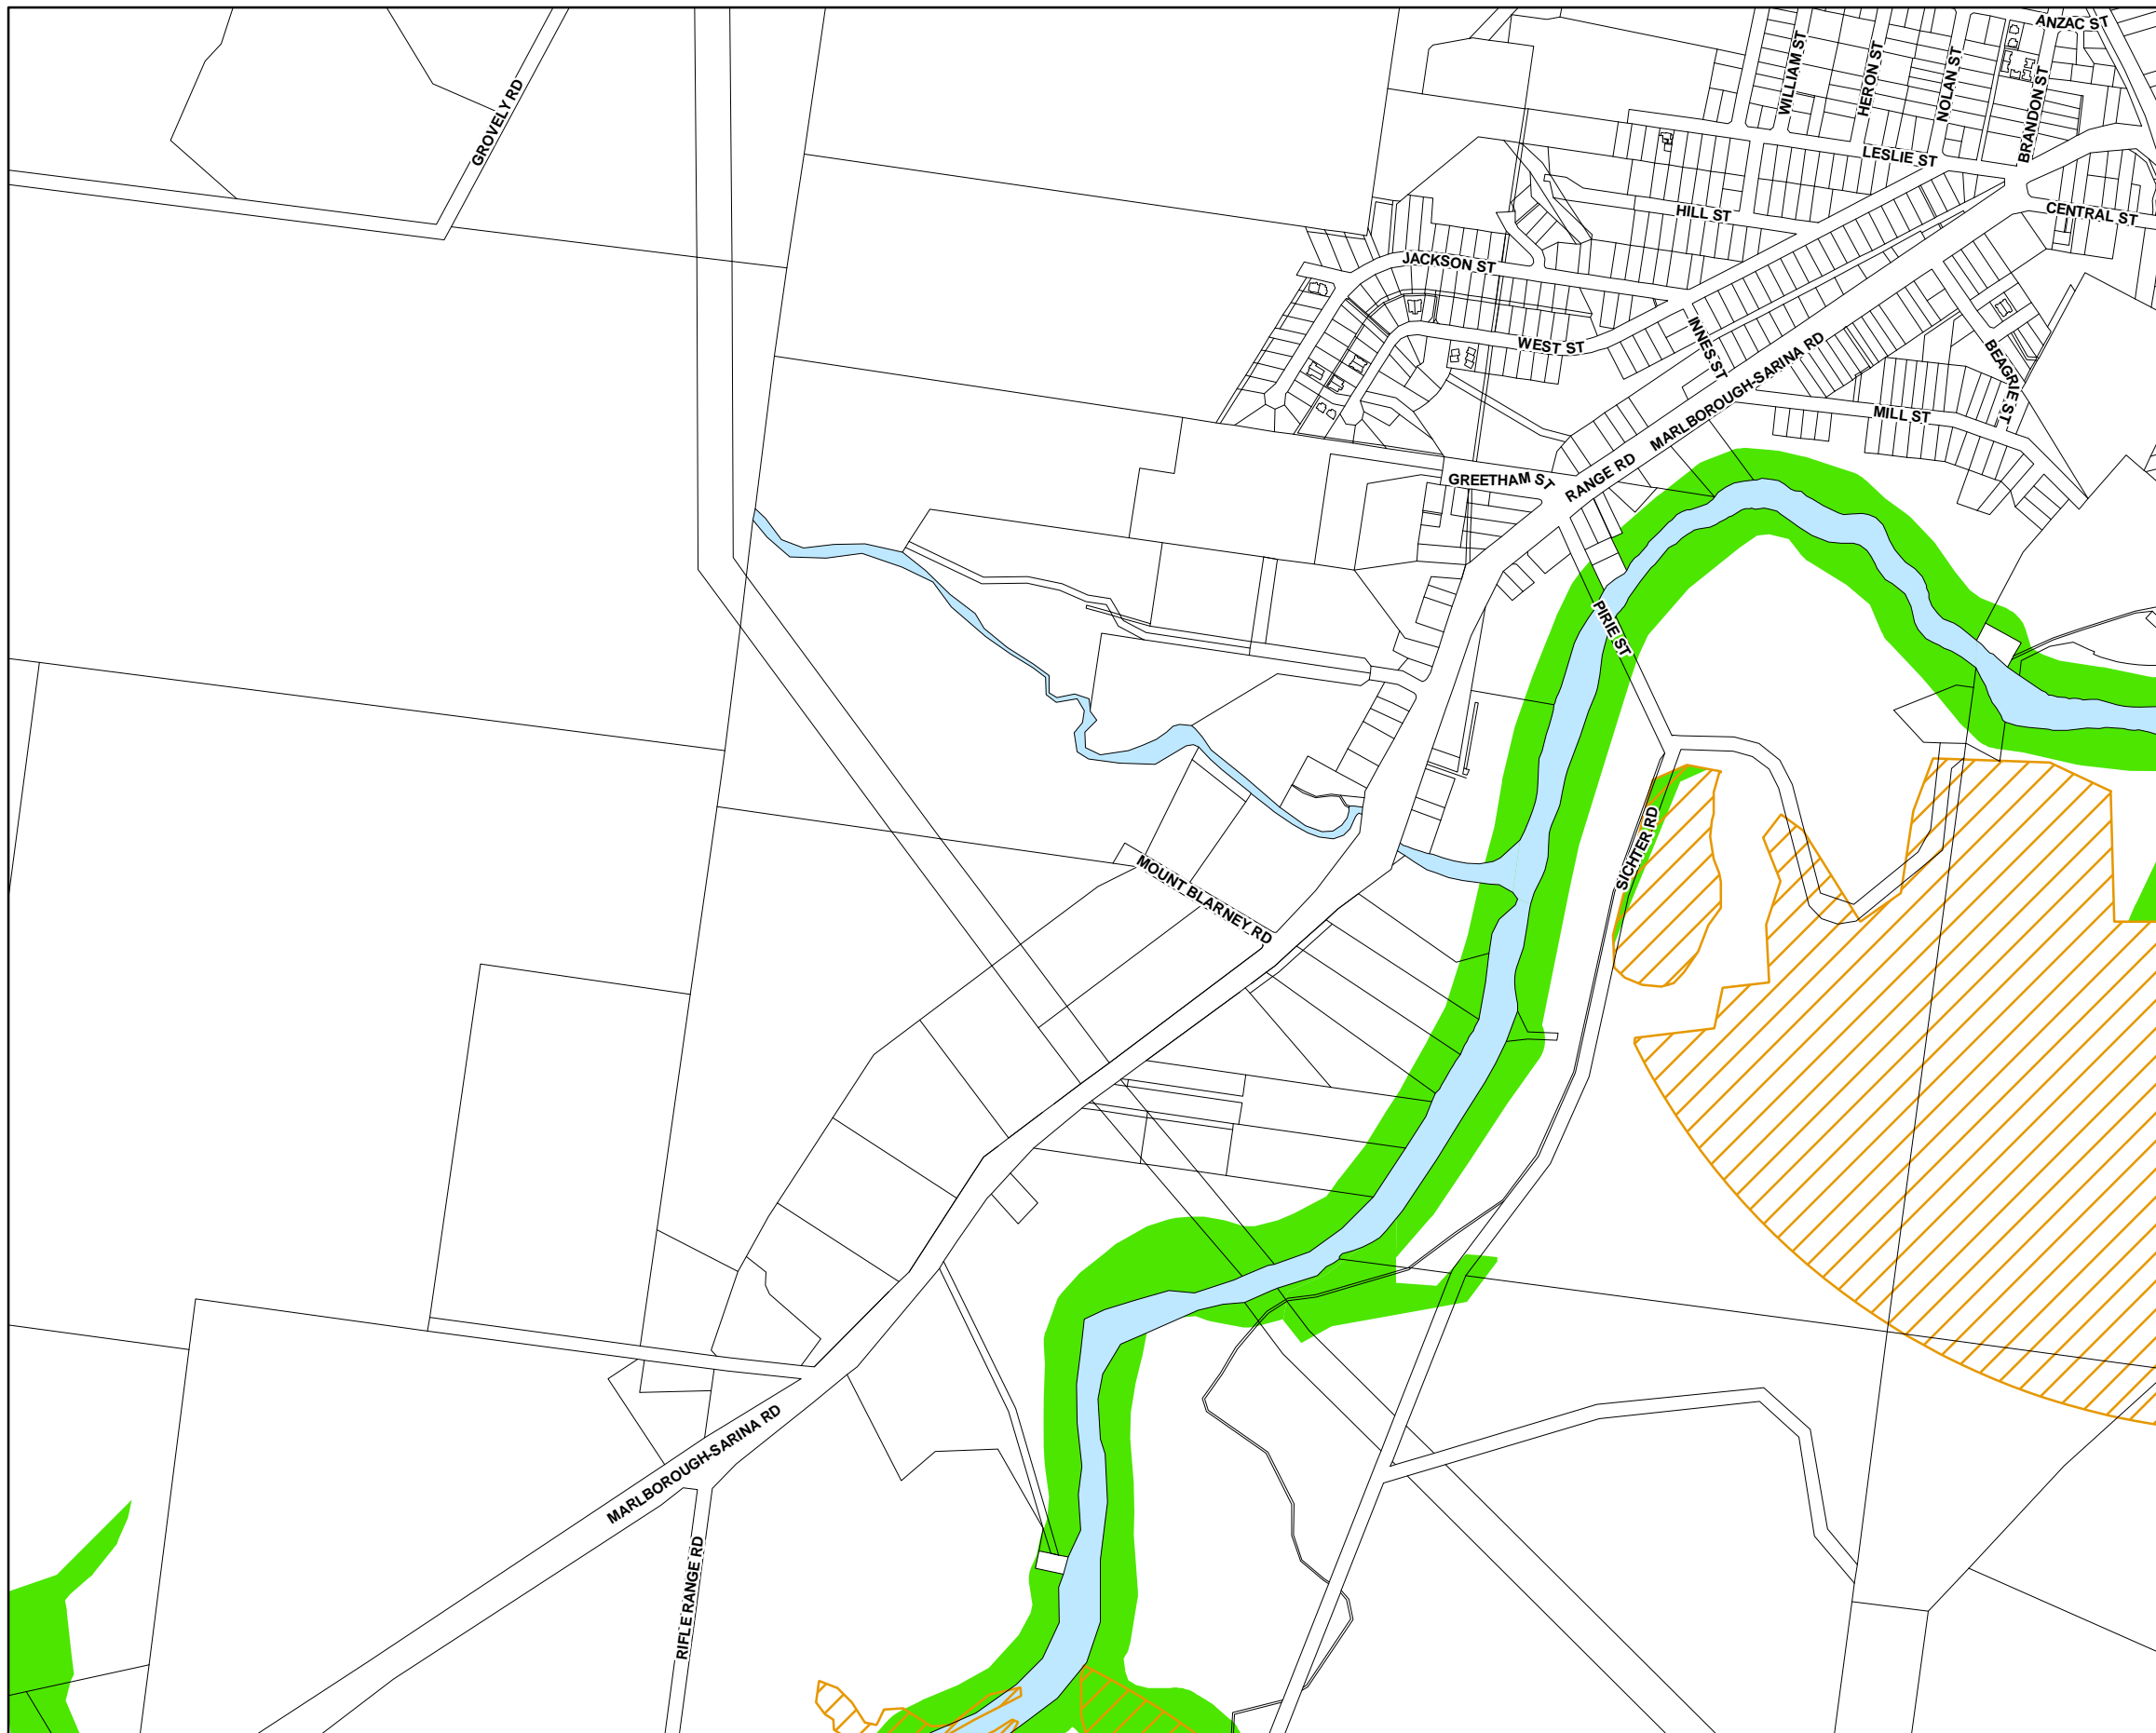 ANZAC ST
WILLIAM ST
HERON ST
NOLAN ST
BRANDON ST
GROVELY RD
LESLIE ST
HILL ST
CENTRAL ST
JACKSON ST
WEST ST
INNES ST
BEAGRIE ST
MARLBOROUGH-SARINA RD
MILL ST
RANGE RD
GREETHAM ST
PIRIE ST
SICHTER RD
MOUNT BLARNEY RD
MARLBOROUGH-SARINA RD
RIFLE RANGE RD